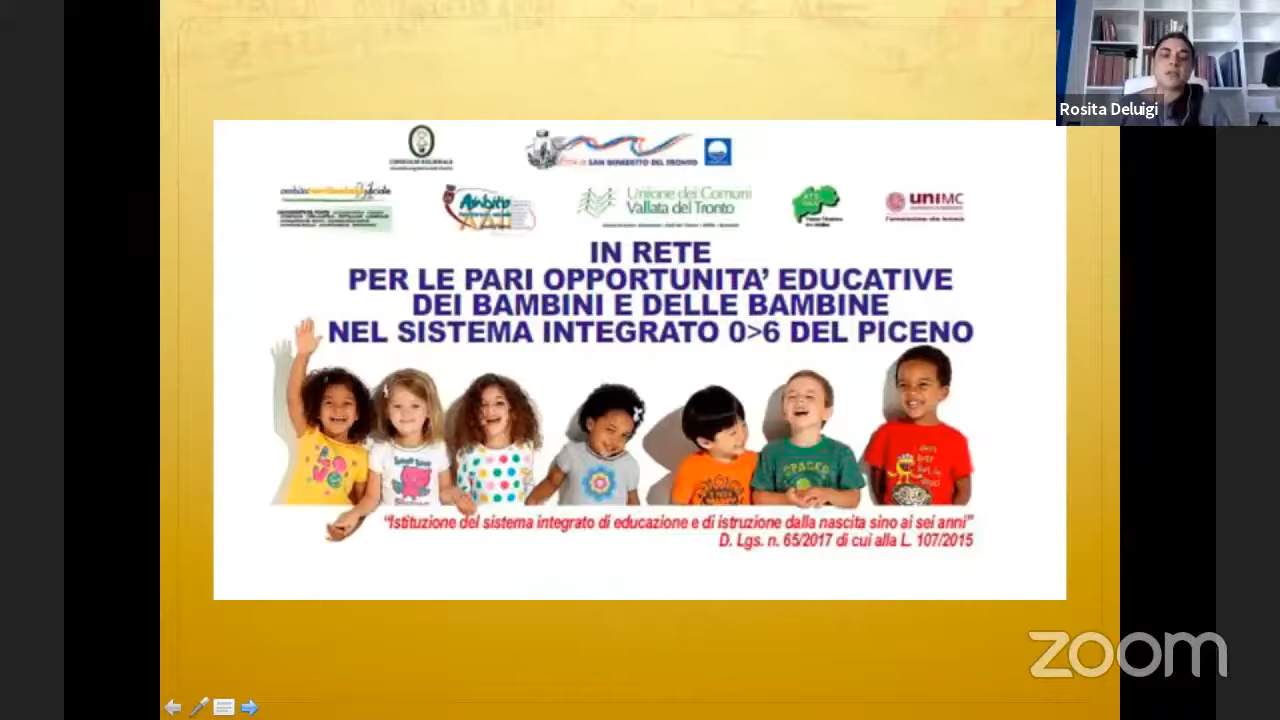 Rosita Deluigi
SAN BENEDETTO DEL TRONTO
Ambito
Unione dei Comuni
Vallata del Tronto
UNIMC
IN RETE
PER LE PARI OPPORTUNITA' EDUCATIVE
DEI BAMBINI E DELLE BAMBINE
NEL SISTEMA INTEGRATO 0>6 DEL PICENO
"Istituzione del sistema integrato di educazione e di istruzione dalla nascita sino ai sei anni"
D. Lgs. n. 65/2017 di cui alla L. 107/2015
zoom